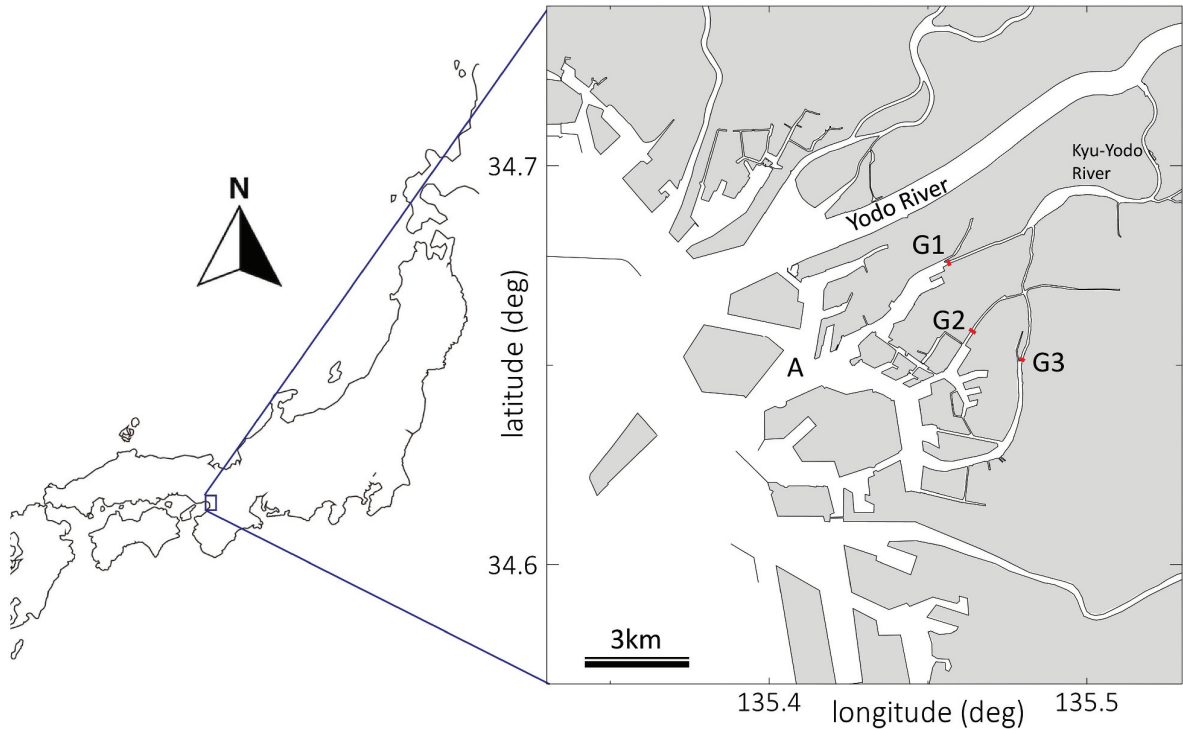 N
34.7
Kyu-Yodo
River
Yodo River
G1
G2
G3
A
latitude (deg)
34.6
3km
135.4
135.5
longitude (deg)